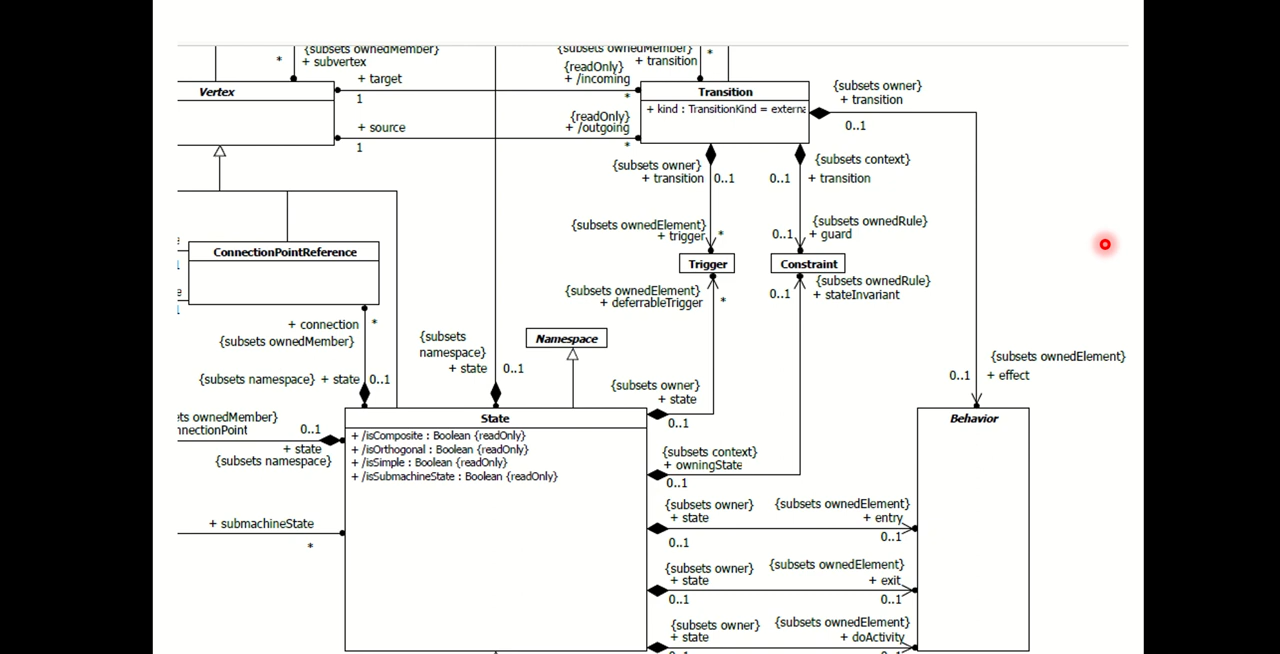 {subsets ownedMember}
*
+ subvertex
{subsets ownedMember}
+ transition
*
Vertex
+ target
1
{readOnly}
+ /incoming
*
+ source
1
{readOnly}
+ /outgoing
*
Transition
+ kind : TransitionKind = externa
{subsets owner}
+ transition
0..1
{subsets owner}
+ transition
0..1
{subsets context}
0..1
+ transition
{subsets ownedElement}
+ trigger
*
{subsets ownedRule}
0..1
+ guard
Trigger
Constraint
{subsets ownedElement}
+ deferrableTrigger
*
{subsets ownedRule}
0..1
+ stateInvariant
ConnectionPointReference
+ connection
*
{subsets ownedMember}
{subsets namespace} + state
0..1
{subsets
namespace}
+ state
0..1
Namespace
{subsets owner}
+ state
0..1
{subsets ownedElement}
0..1
+ effect
ets ownedMember}
nnectionPoint
0..1
+ state
{subsets namespace}
+ submachineState
*
State
+ /isComposite : Boolean {readOnly}
+ /isOrthogonal : Boolean {readOnly}
+ /isSimple : Boolean {readOnly}
+ /isSubmachineState : Boolean {readOnly}
{subsets context}
+ owningState
0..1
Behavior
{subsets owner}
+ state
0..1
{subsets ownedElement}
+ entry
0..1
{subsets owner}
+ state
0..1
{subsets ownedElement}
+ exit
0..1
{subsets owner}
+ state
{subsets ownedElement}
+ doActivity